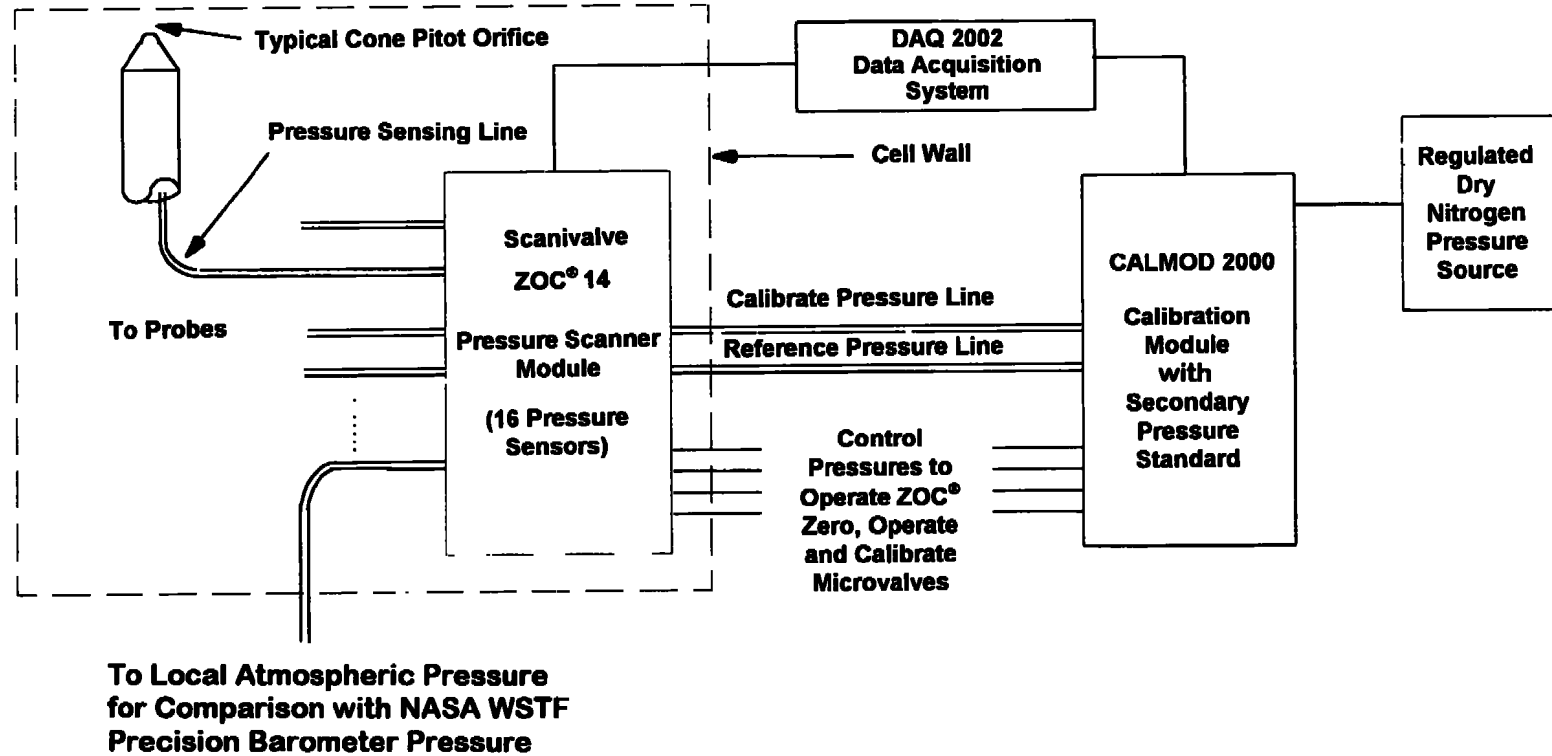 Typical Cone Pitot Orifice
Pressure Sensing Line
To Probes
Scanivalve
ZOC® 14
Pressure Scanner
Module
(16 Pressure
Sensors)
DAQ 2002
Data Acquisition
System
Cell Wall
Calibrate Pressure Line
Reference Pressure Line
Control
Pressures to
Operate ZOC®
Zero, Operate
and Calibrate
Microvalves
CALMOD 2000
Calibration
Module
with
Secondary
Pressure
Standard
Regulated
Dry
Nitrogen
Pressure
Source
To Local Atmospheric Pressure
for Comparison with NASA WSTF
Precision Barometer Pressure